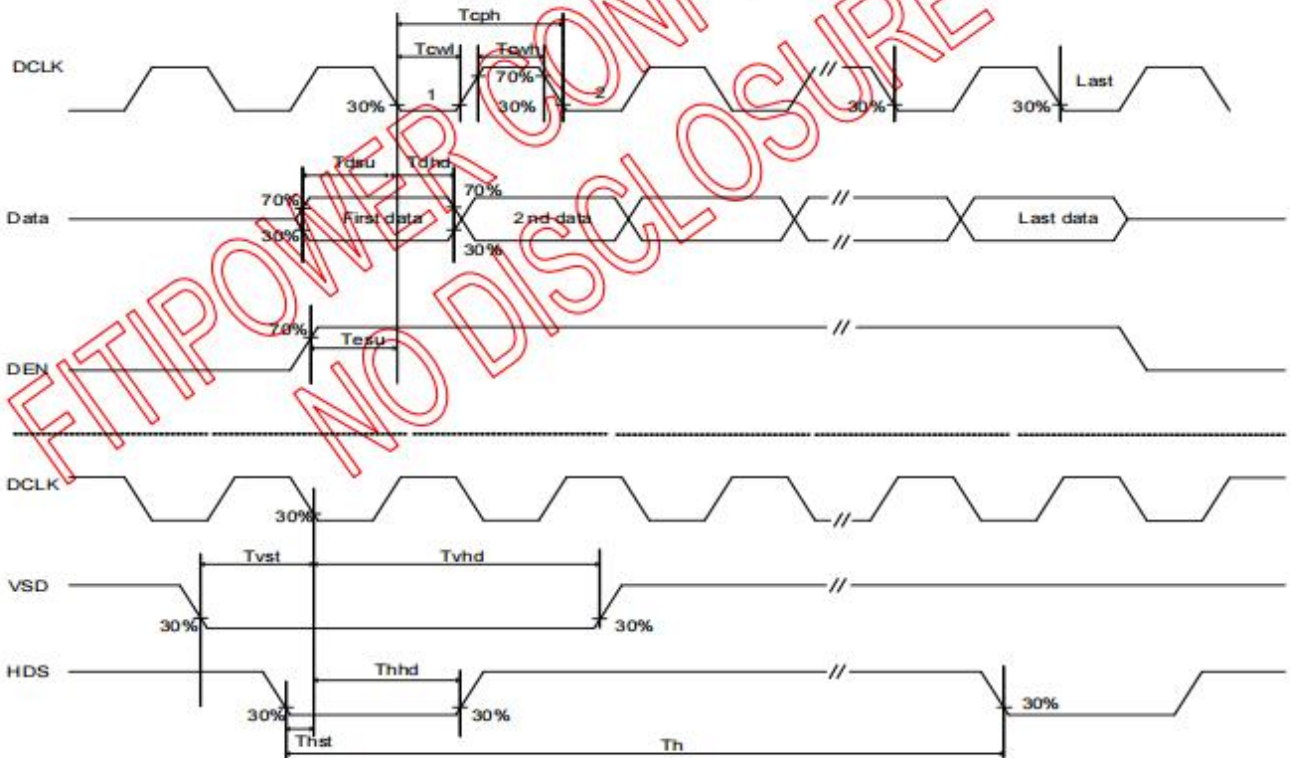 Tcph
Tcwl Tcwh
DCLK
70%
1 2 Last
30% 30% 30% 30%
Tdsu Tdhd
70% 70%
Data First data 2nd data Last data
30% 30%
70%
Tesu
DEN
FITIPOWER
NO DISCLOSURE
DCLK
30%
Tvst Tvhd
VSD
30% 30%
HDS Thhd
30% 30% 30%
Thst Th